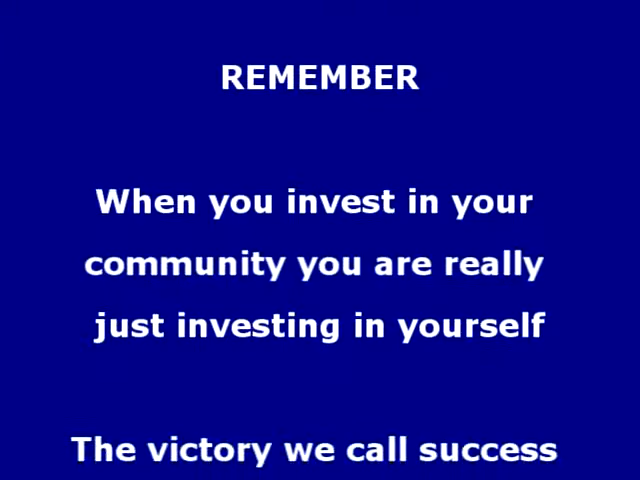 REMEMBER
When you invest in your
community you are really
just investing in yourself
The victory we call success